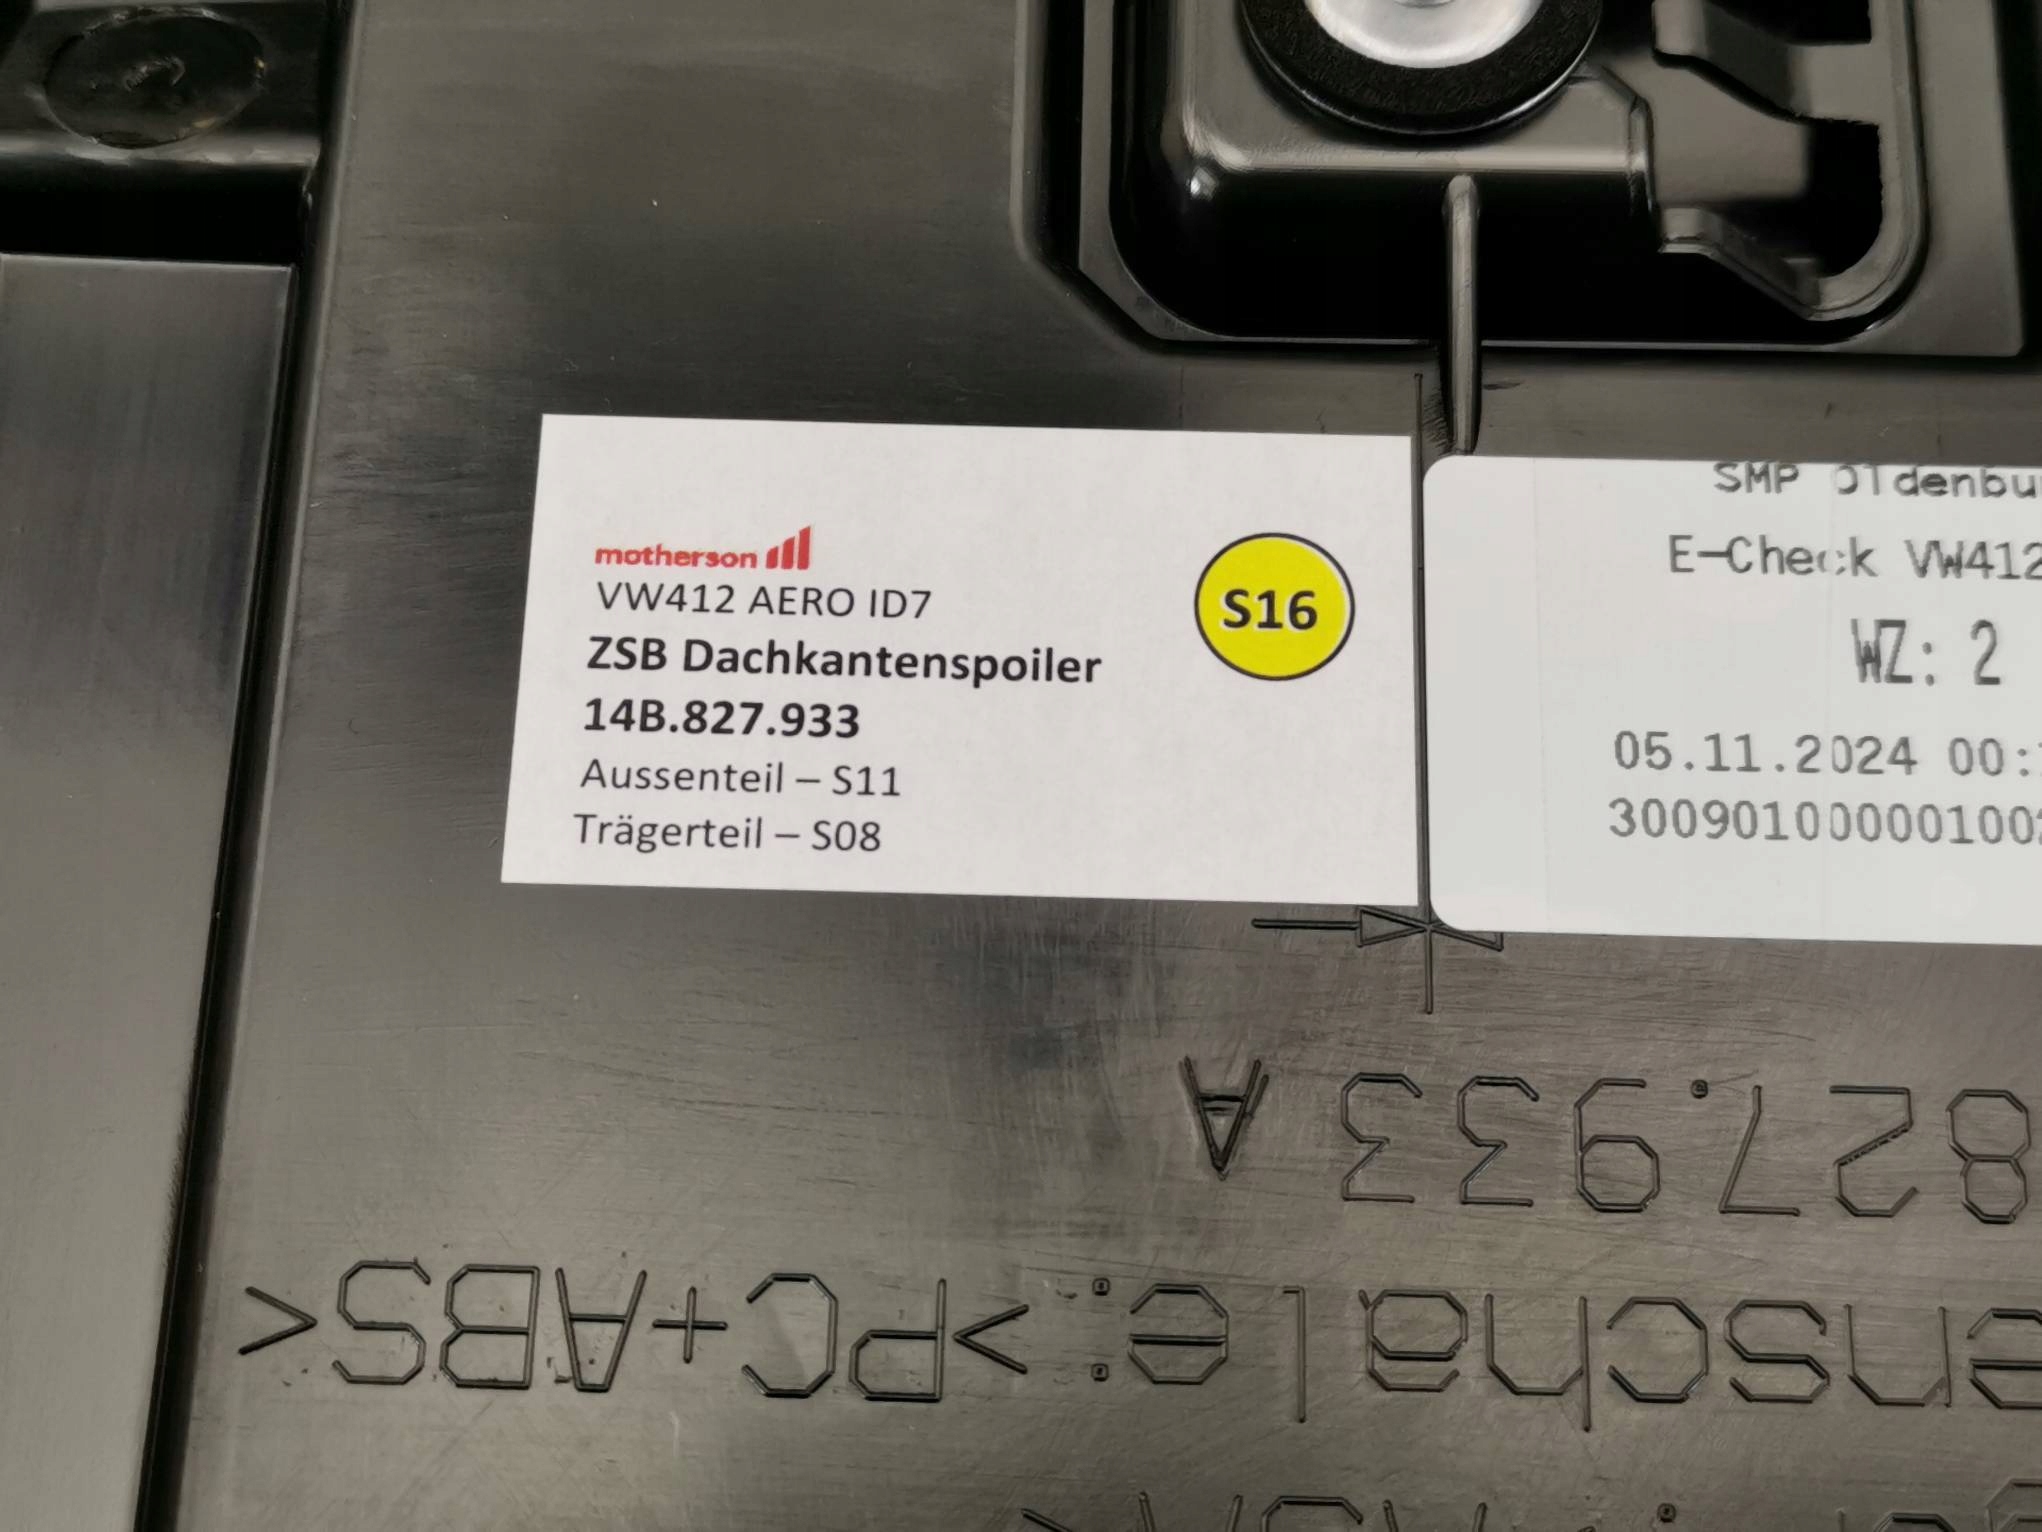 motherson
VW412 AERO ID7
ZSB Dachkantenspoiler
14B.827.933
Aussenteil – S11
Trägerteil – S08
S16
SMP Oldenbu
E-Check VW412
WZ: 2
05.11.2024 00:
3009010000010
827.933 A
enschale: >PC+ABS<